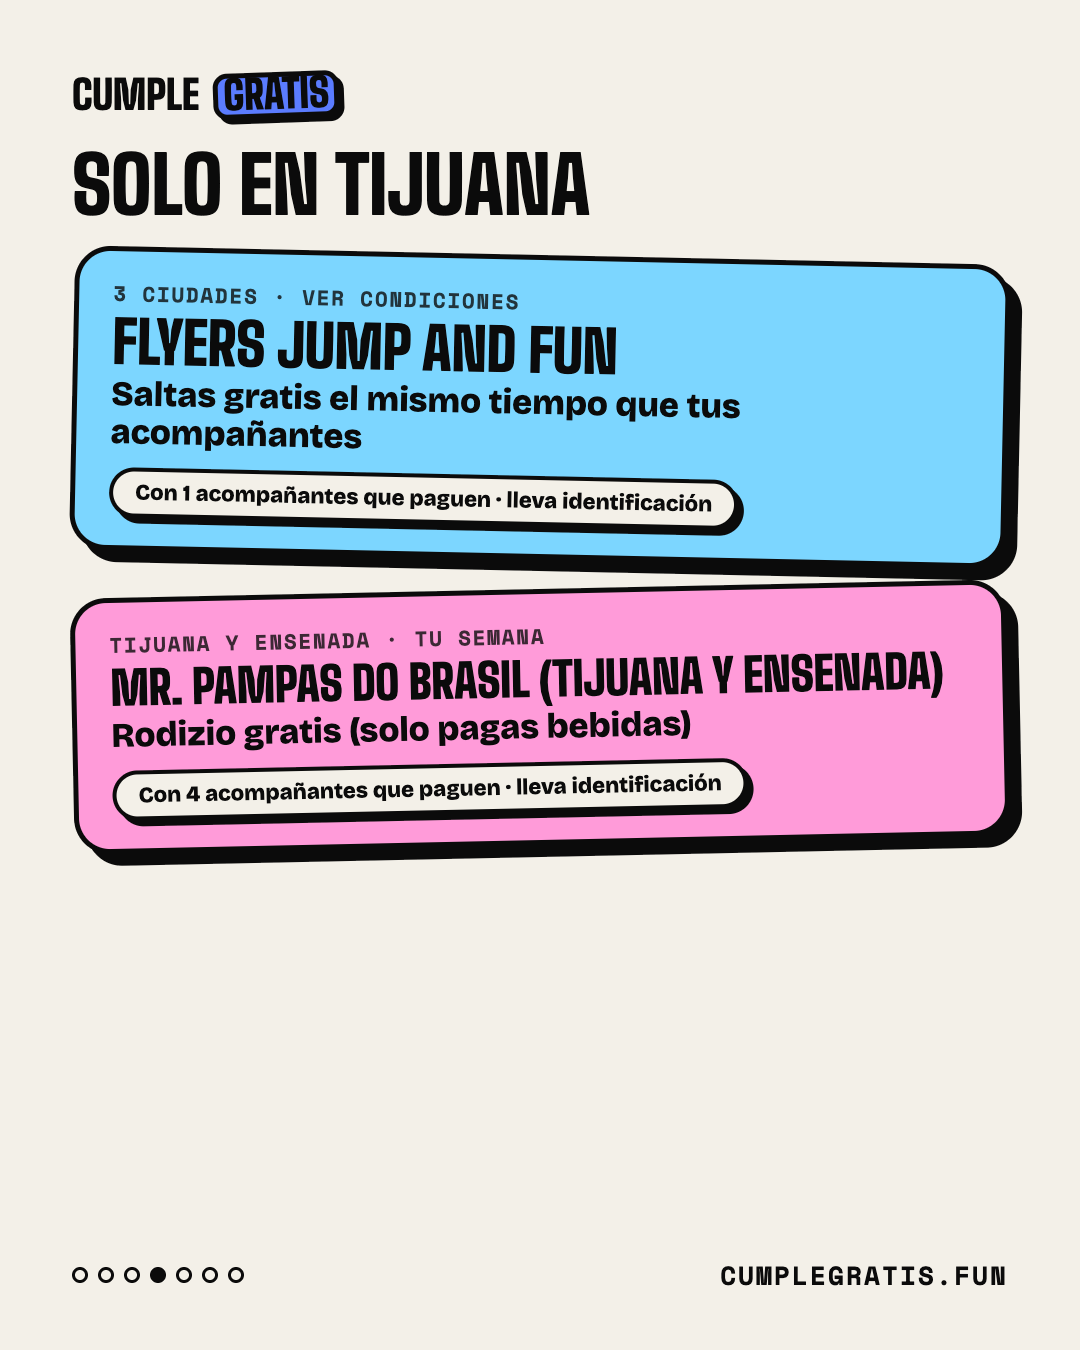 CUMPLE GRATIS
SOLO EN TIJUANA
3 CIUDADES · VER CONDICIONES
FLYERS JUMP AND FUN
Saltas gratis el mismo tiempo que tus
acompañantes
Con 1 acompañantes que paguen · lleva identificación
TIJUANA Y ENSENADA · TU SEMANA
MR. PAMPAS DO BRASIL (TIJUANA Y ENSENADA)
Rodizio gratis (solo pagas bebidas)
Con 4 acompañantes que paguen · lleva identificación
CUMPLEGRATIS.FUN